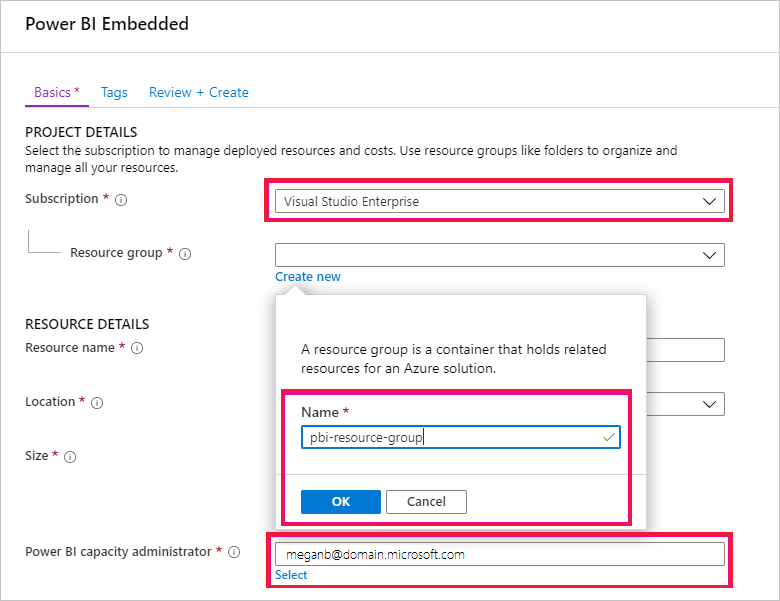 Power BI Embedded
Basics * Tags Review + Create
PROJECT DETAILS
Select the subscription to manage deployed resources and costs. Use resource groups like folders to organize and
manage all your resources.
Subscription * Visual Studio Enterprise
Resource group *
Create new
A resource group is a container that holds related
resources for an Azure solution.
RESOURCE DETAILS
Resource name *
Location *
Name *
pbi-resource-group
Size *
OK Cancel
Power BI capacity administrator * meganb@domain.microsoft.com
Select